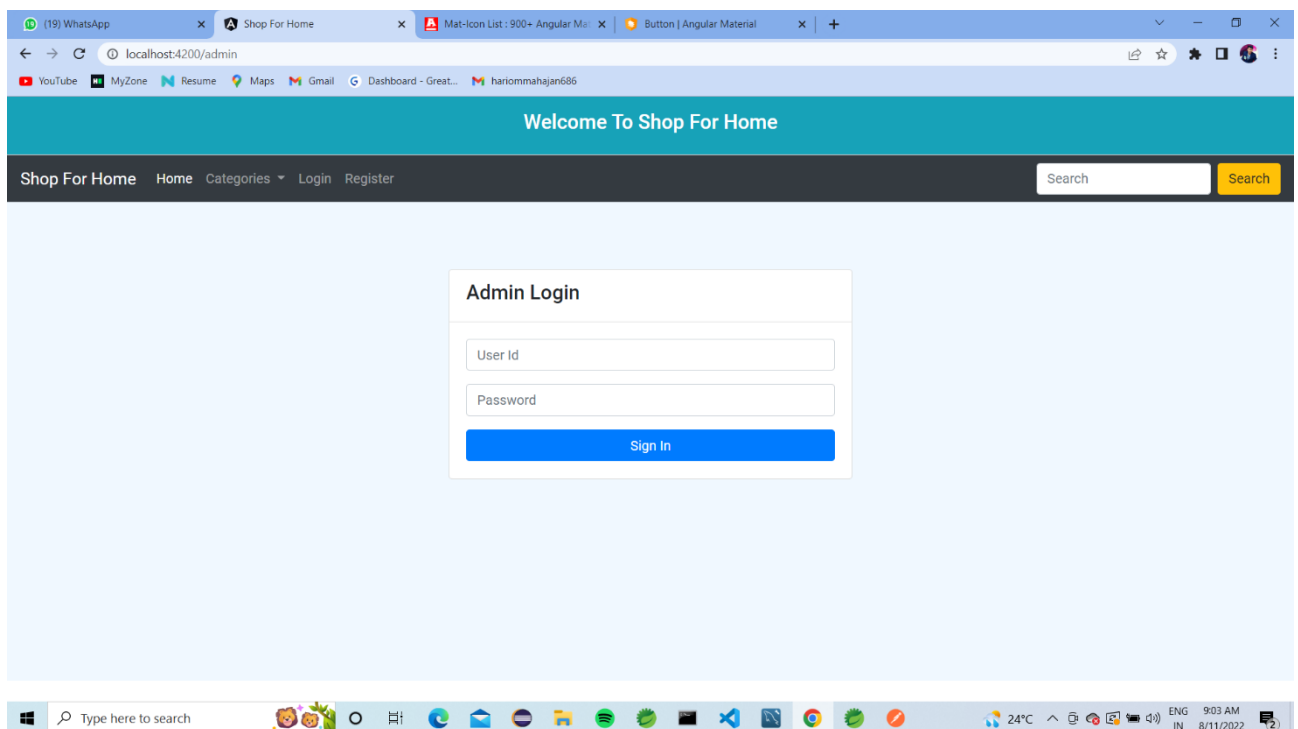 (19) WhatsApp
Shop For Home
Mat-Icon List : 900+ Angular Mat
Button | Angular Material
localhost:4200/admin
YouTube MyZone Resume Maps Gmail Dashboard - Great... hariommahajan686
Welcome To Shop For Home
Shop For Home Home Categories Login Register Search Search
Admin Login
User Id
Password
Sign In
Type here to search 24°C ENG 9:03 AM
IN 8/11/2022